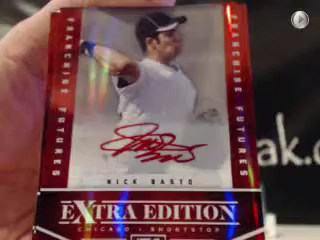 FRANCHISE FUTURES
FRANCHISE FUTURES
NICK BASTO
EXTRA EDITION
CHICAGO • SHORTSTOP
ak.c